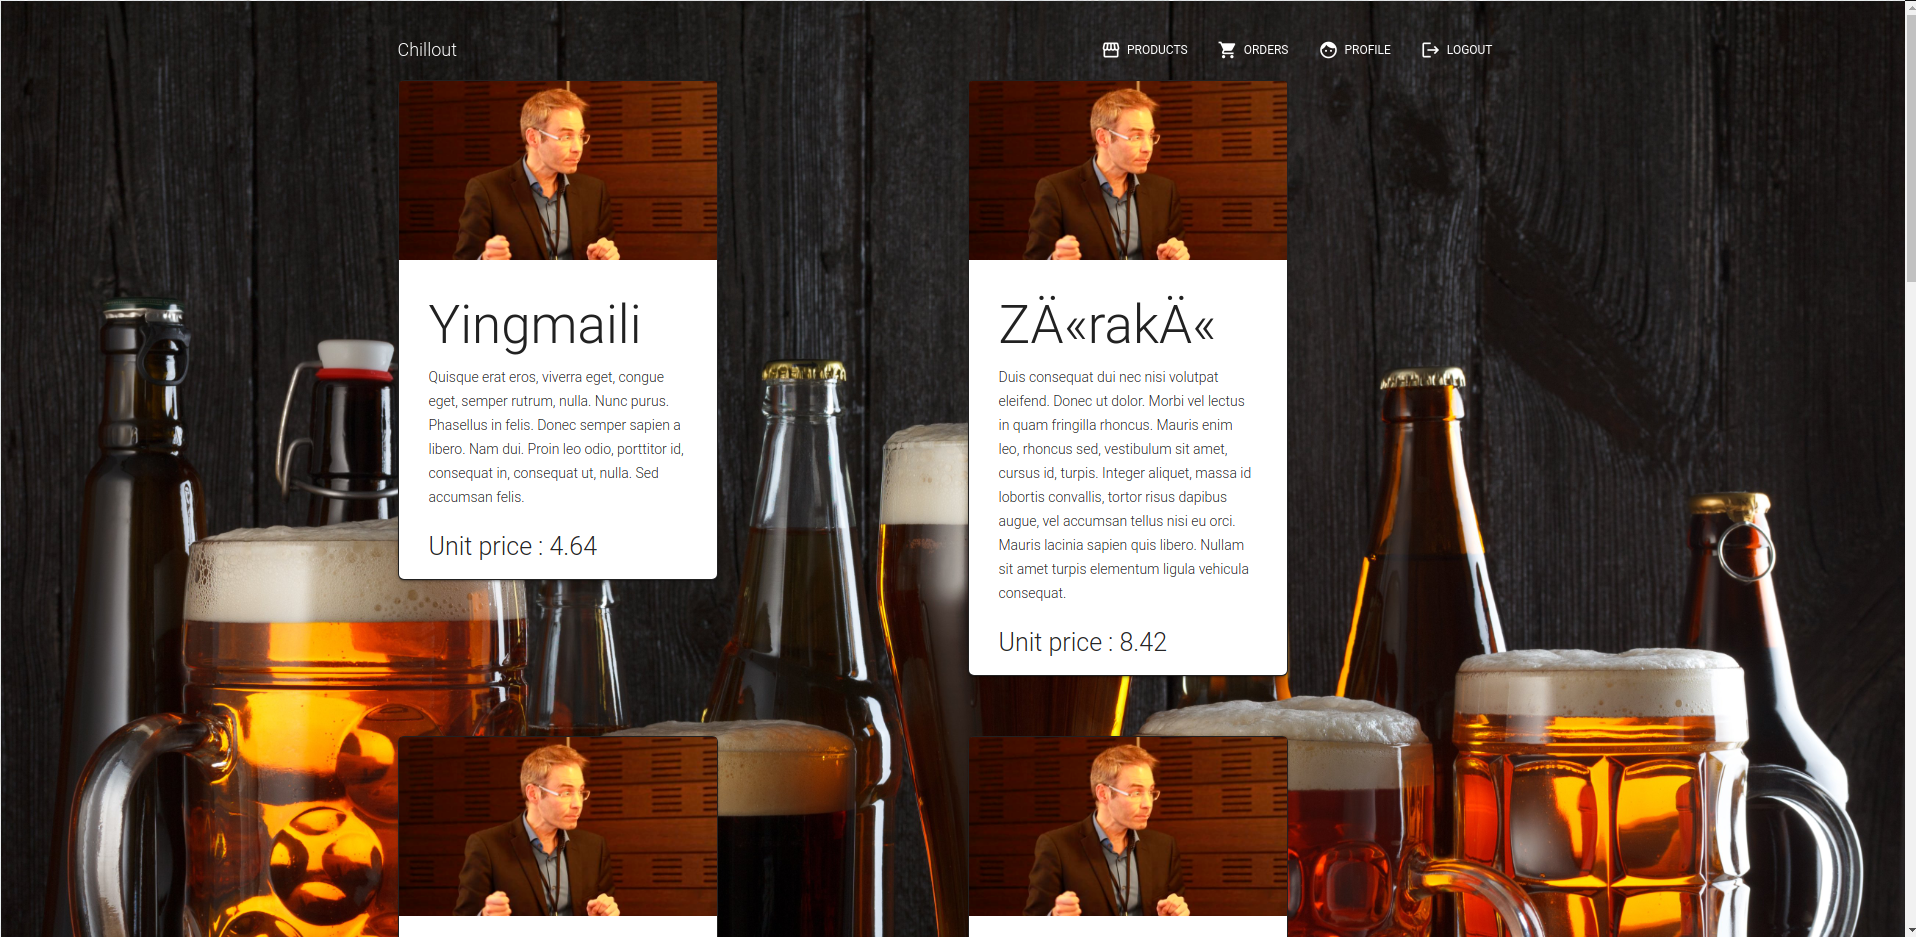 Chillout
PRODUCTS
ORDERS
PROFILE
LOGOUT
Yingmaili
Quisque erat eros, viverra eget, congue
eget, semper rutrum, nulla. Nunc purus.
Phasellus in felis. Donec semper sapien a
libero. Nam dui. Proin leo odio, porttitor id,
consequat in, consequat ut, nulla. Sed
accumsan felis.
Unit price : 4.64
ZÄ«rakÄ«
Duis consequat dui nec nisi volutpat
eleifend. Donec ut dolor. Morbi vel lectus
in quam fringilla rhoncus. Mauris enim
leo, rhoncus sed, vestibulum sit amet,
cursus id, turpis. Integer aliquet, massa id
lobortis convallis, tortor risus dapibus
augue, vel accumsan tellus nisi eu orci.
Mauris lacinia sapien quis libero. Nullam
sit amet turpis elementum ligula vehicula
consequat.
Unit price : 8.42